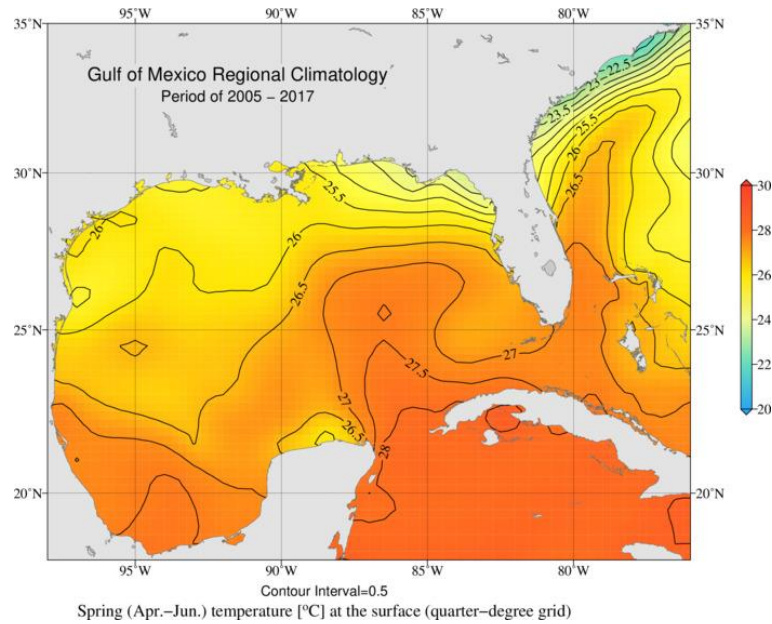 95°W 90°W 85°W 80°W
35°N 35°N
Gulf of Mexico Regional Climatology
Period of 2005 − 2017
22.5
23
23.5
25.5
26
26.5
30°N 30°N
25.5
26
26
26.5
30
28
26
24
22
20
25°N 25°N
27
27.5
27
26.5
28
20°N 20°N
95°W 90°W 85°W 80°W
Contour Interval=0.5
Spring (Apr.−Jun.) temperature [°C] at the surface (quarter−degree grid)